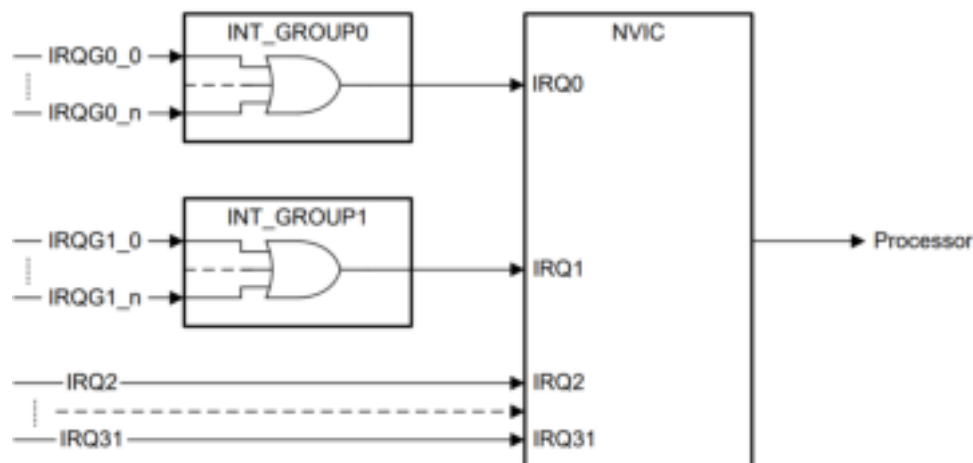 INT_GROUP0
NVIC
IRQG0_0
IRQ0
IRQG0_n
INT_GROUP1
IRQG1_0
Processor
IRQ1
IRQG1_n
IRQ2
IRQ2
IRQ31
IRQ31